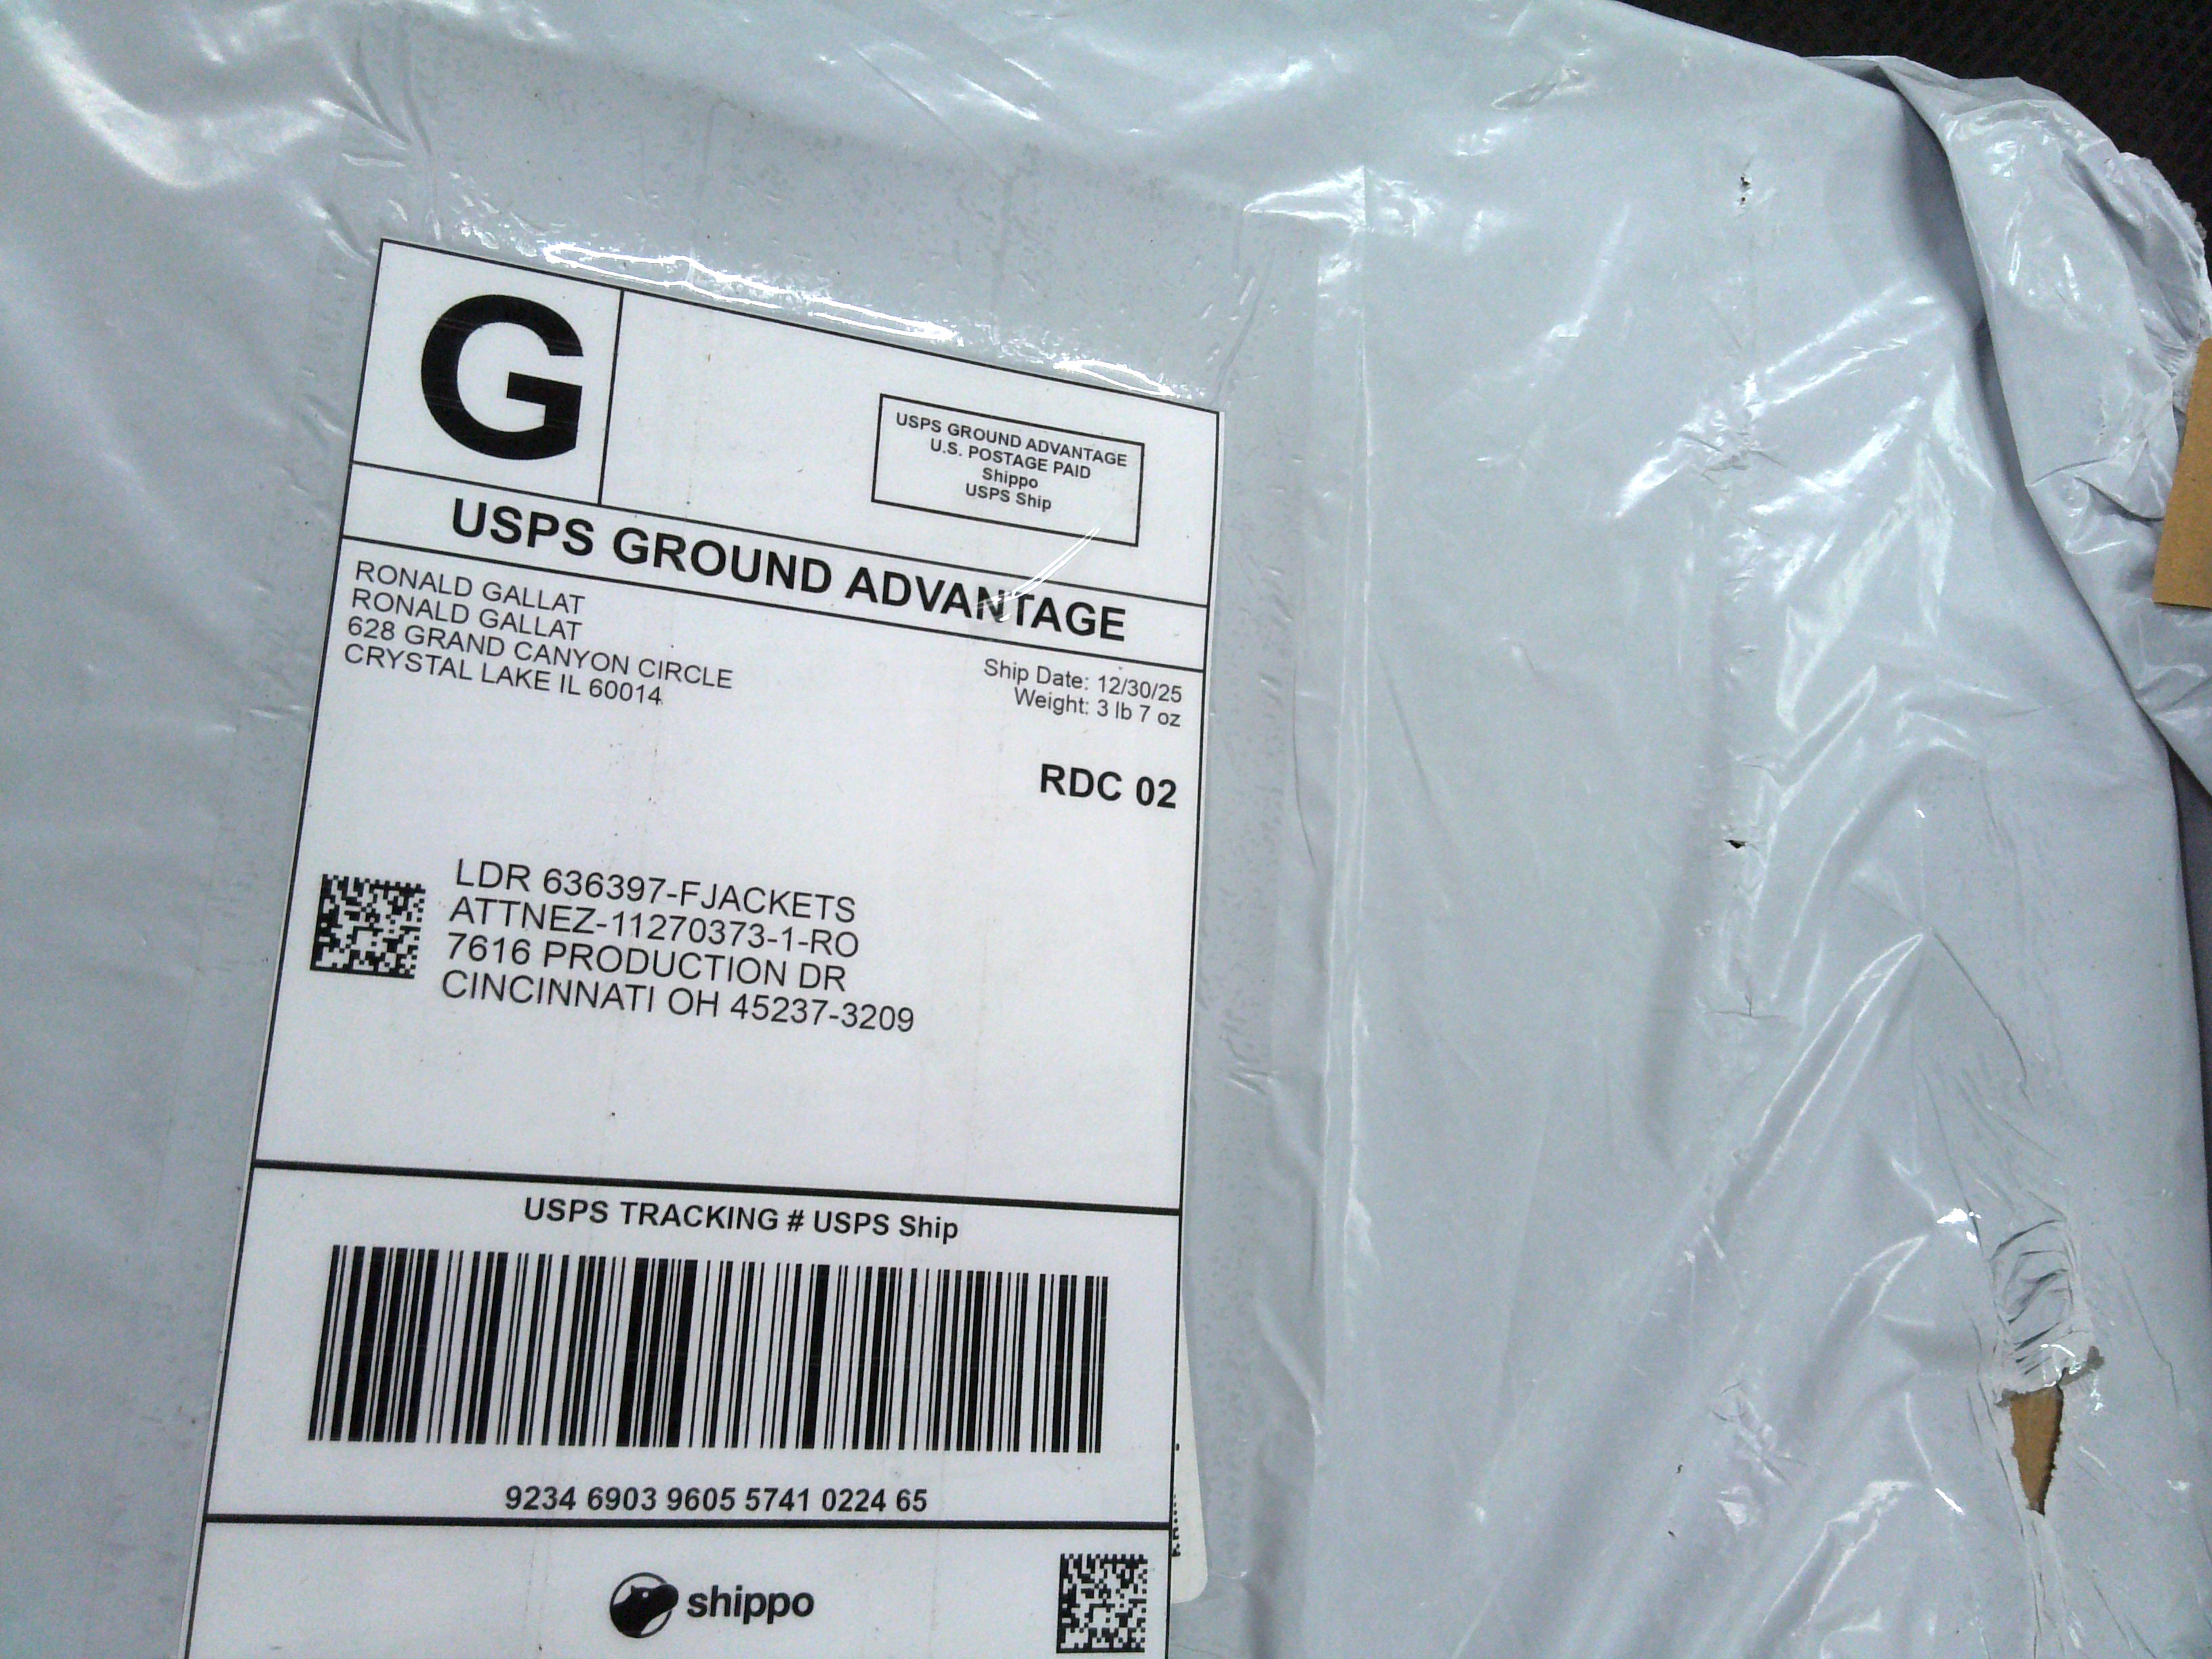 G
USPS GROUND ADVANTAGE
U.S. POSTAGE PAID
Shippo
USPS Ship
USPS GROUND ADVANTAGE
RONALD GALLAT
RONALD GALLAT
628 GRAND CANYON CIRCLE
CRYSTAL LAKE IL 60014
Ship Date: 12/30/25
Weight: 3 lb 7 oz
RDC 02
LDR 636397-FJACKETS
ATTNEZ-11270373-1-RO
7616 PRODUCTION DR
CINCINNATI OH 45237-3209
USPS TRACKING # USPS Ship
9234 6903 9605 5741 0224 65
shippo